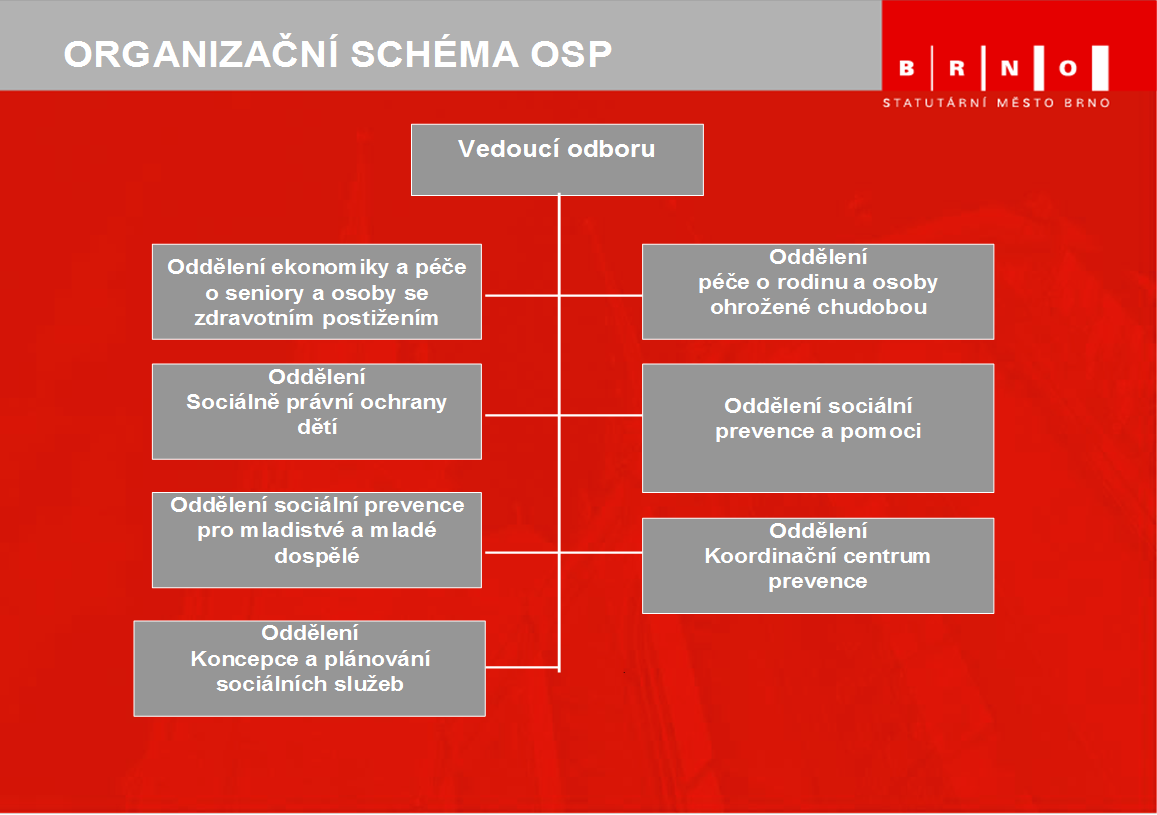 ORGANIZAČNÍ SCHÉMA OSP
B R N O
STATUTÁRNÍ MĚSTO BRNO
Vedoucí odboru
Oddělení ekonomiky a péče
o seniory a osoby se
zdravotním postižením
Oddělení
péče o rodinu a osoby
ohrožené chudobou
Oddělení
Sociálně právní ochrany
dětí
Oddělení sociální
prevence a pomoci
Oddělení sociální prevence
pro mladistvé a mladé
dospělé
Oddělení
Koordinační centrum
prevence
Oddělení
Koncepce a plánování
sociálních služeb